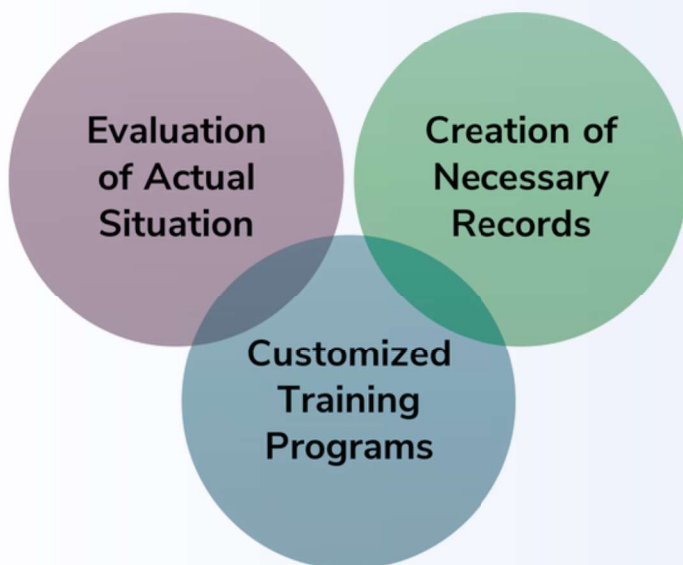 Evaluation
of Actual
Situation
Creation of
Necessary
Records
Customized
Training
Programs